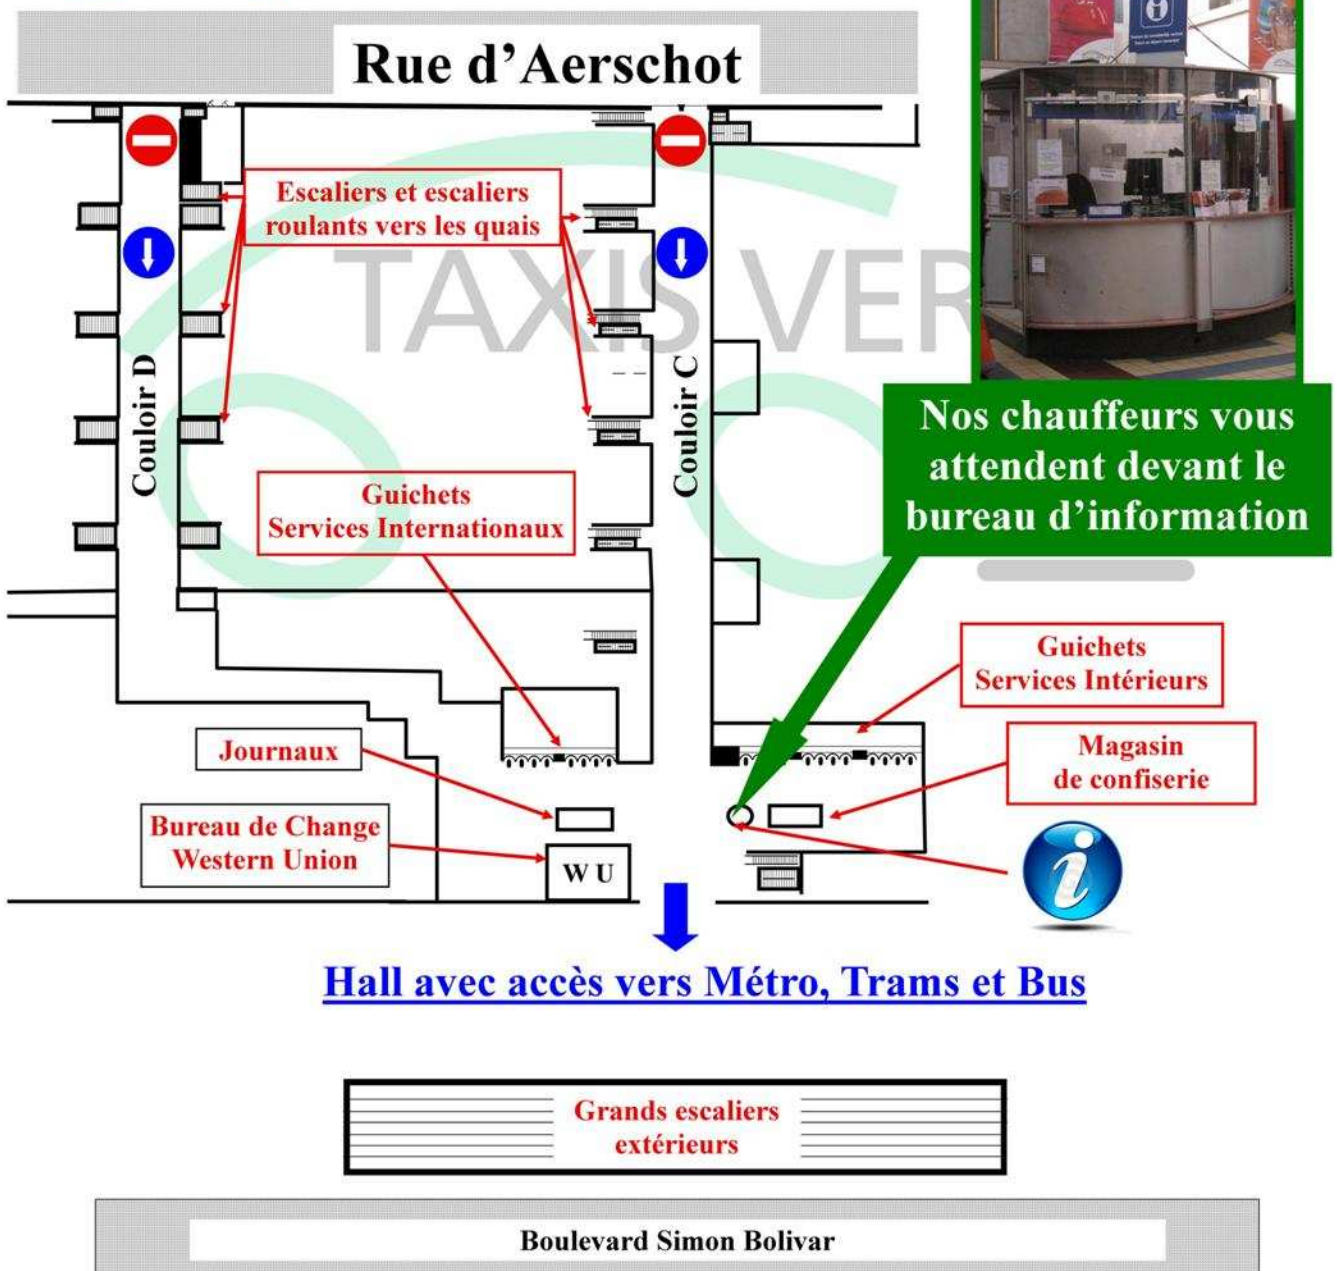 Rue d'Aerschot
Escaliers et escaliers
roulants vers les quais
TAXIS VER
Couloir D
Couloir C
Nos chauffeurs vous
attendent devant le
bureau d'information
Guichets
Services Internationaux
Guichets
Services Intérieurs
Journaux
Magasin
de confiserie
Bureau de Change
Western Union
W U
i
Hall avec accès vers Métro, Trams et Bus
Grands escaliers
extérieurs
Boulevard Simon Bolivar